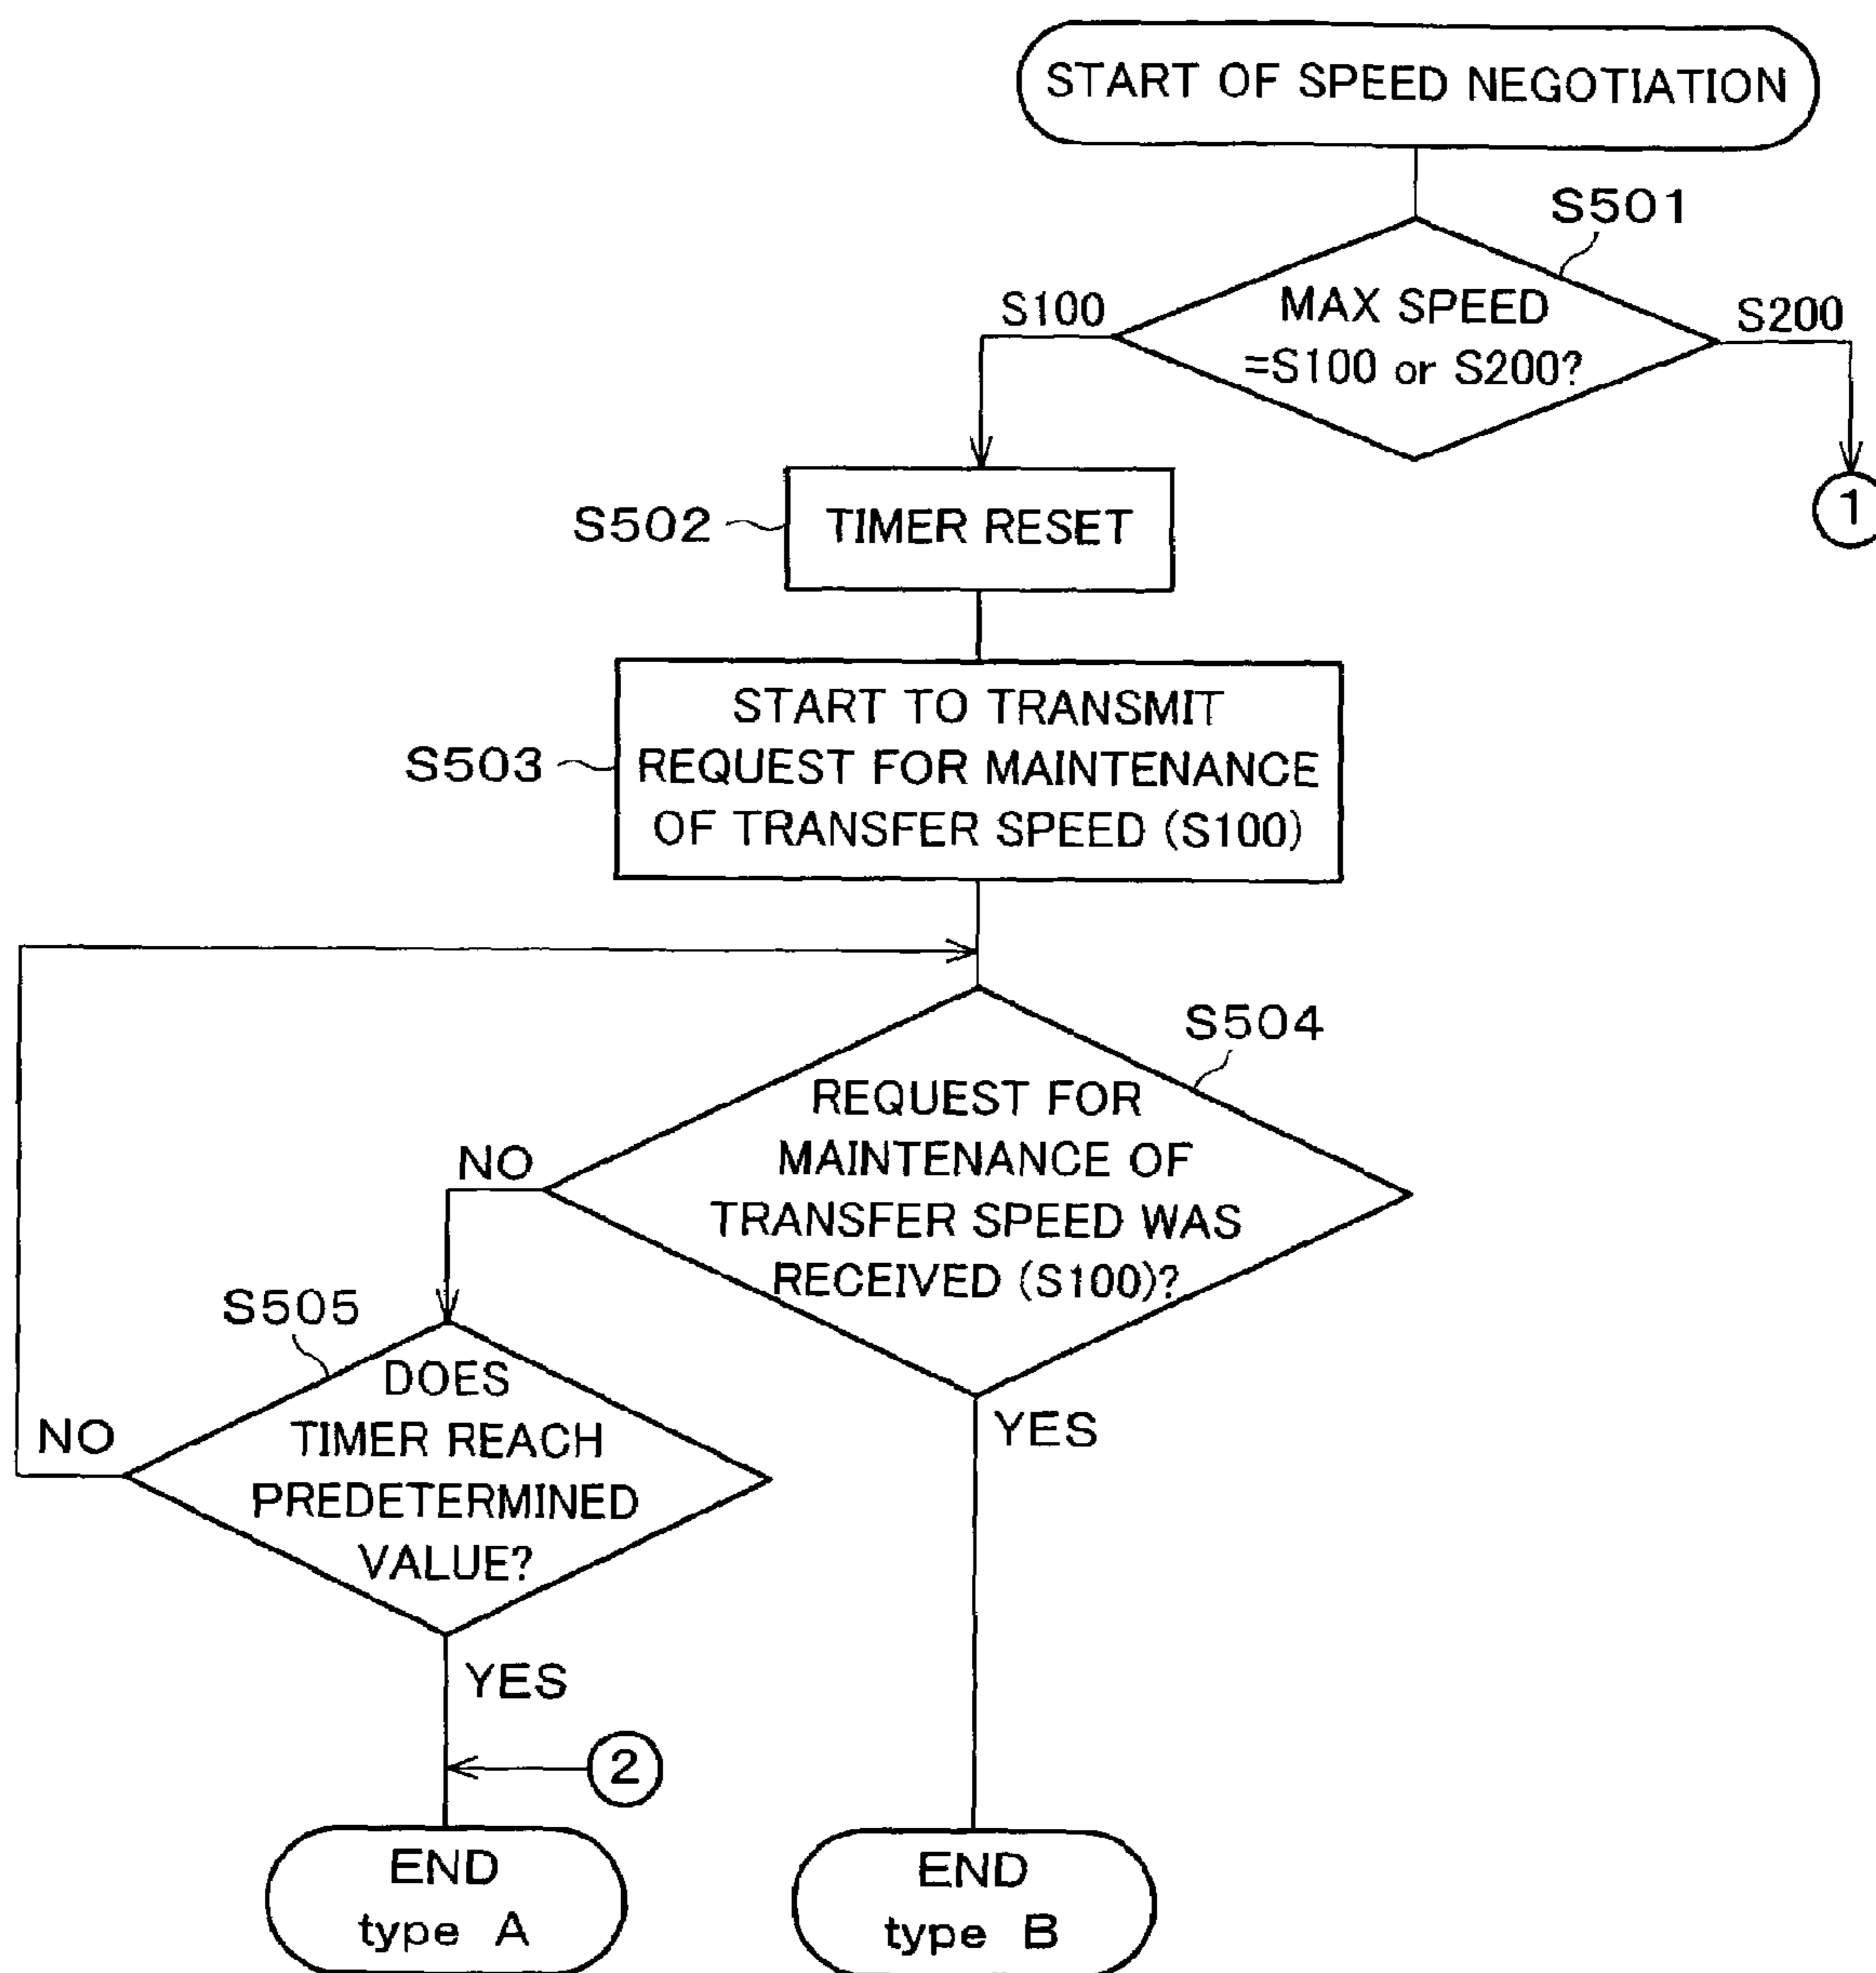 START OF SPEED NEGOTIATION
S501
MAX SPEED
=S100 or S200?
S100
S200
1
S502
TIMER RESET
S503
START TO TRANSMIT
REQUEST FOR MAINTENANCE
OF TRANSFER SPEED (S100)
S504
REQUEST FOR
MAINTENANCE OF
TRANSFER SPEED WAS
RECEIVED (S100)?
NO
YES
S505
DOES
TIMER REACH
PREDETERMINED
VALUE?
NO
YES
2
END
type A
END
type B